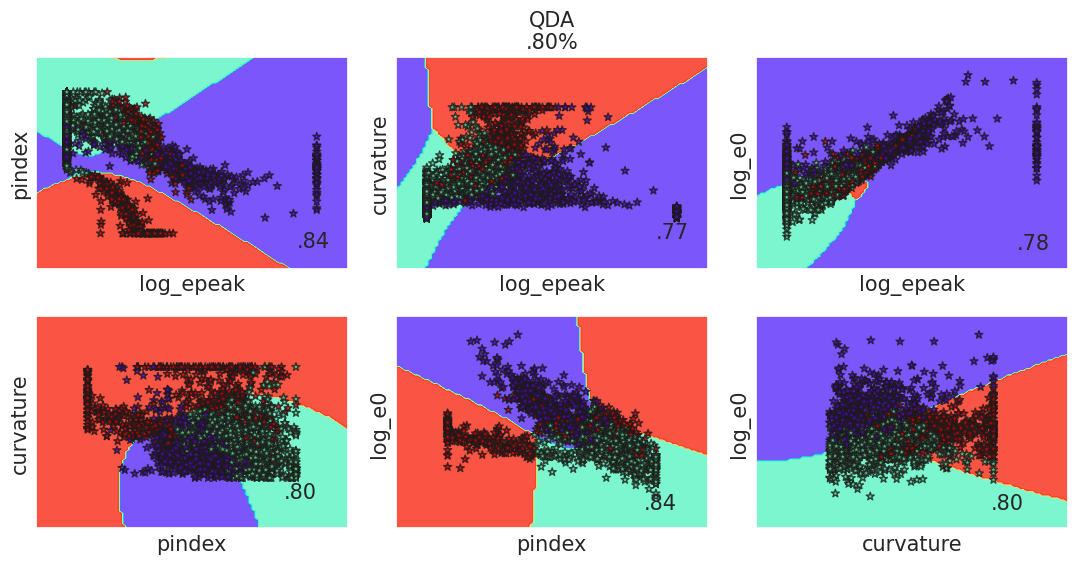 QDA
.80%
pindex
.84
log_epeak
curvature
.77
log_epeak
log_e0
.78
log_epeak
curvature
.80
pindex
log_e0
.84
pindex
log_e0
.80
curvature